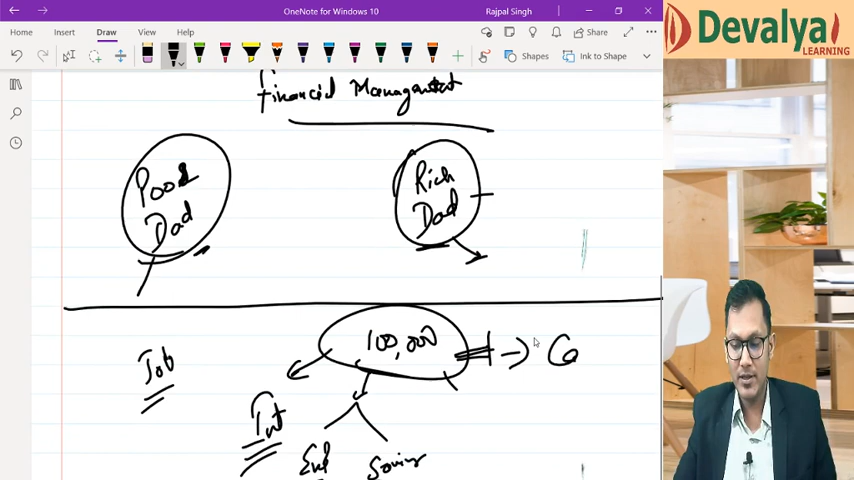 OneNote for Windows 10
Rajpal Singh
Devalya
LEARNING
Home Insert Draw View Help
Share
Shapes
Ink to Shape
Financial Management
Poor
Dad
Rich
Dad
100,000
Job
Int
Saving